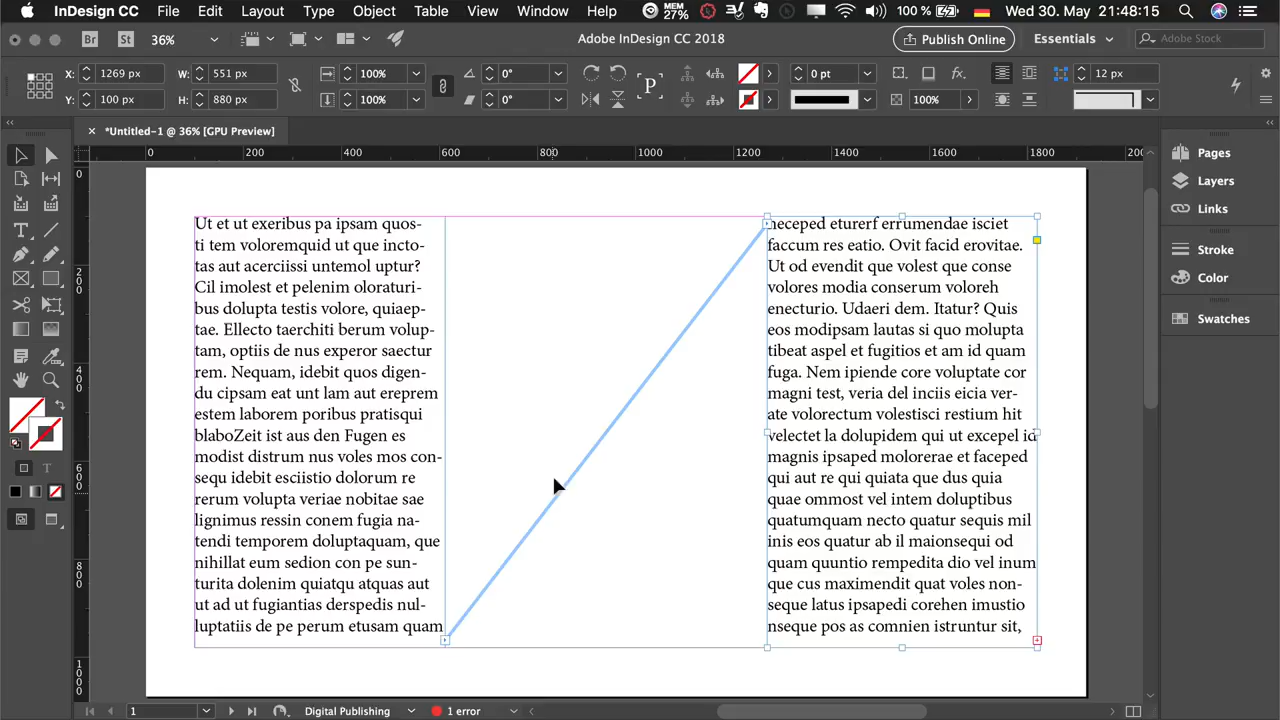 InDesign CC File Edit Layout Type Object Table View Window Help MEM 27% 100 % Wed 30. May 21:48:15
Br St 36% Adobe InDesign CC 2018 Publish Online Essentials Adobe Stock
X: 1269 px W: 551 px 100% 0° P 0 pt fx. 12 px
Y: 100 px H: 880 px 100% 0° 100%
*Untitled-1 @ 36% [GPU Preview]
0 200 400 600 800 1000 1200 1400 1600 1800 200
0
200
400
600
800
1000
Ut et ut exeribus pa ipsam quos-
ti tem voloremquid ut que incto-
tas aut acerciissi untemol uptur?
Cil imolest et pelenim oloraturi-
bus dolupta testis volore, quiaep-
tae. Ellecto taerchiti berum volup-
tam, optiis de nus experor saectur
rem. Nequam, idebit quos digen-
du cipsam eat unt lam aut ereprem
estem laborem poribus pratisqui
blaboZeit ist aus den Fugen es
modist distrum nus voles mos con-
sequ idebit esciistio dolorum re
rerum volupta veriae nobitae sae
lignimus ressin conem fugia na-
tendi temporem doluptaquam, que
nihillat eum sedion con pe sun-
turita dolenim quiatqu atquas aut
ut ad ut fugiantias derspedis nul-
luptatiis de pe perum etusam quam
neceped eturerf errumendae isciet
faccum res eatio. Ovit facid erovitae.
Ut od evendit que volest que conse
volores modia conserum voloreh
enecturio. Udaeri dem. Itatur? Quis
eos modipsam lautas si quo molupta
tibeat aspel et fugitios et am id quam
fuga. Nem ipiende core voluptate cor
magni test, veria del inciis eicia ver-
ate volorectum volestisci restium hit
velectet la dolupidem qui ut excepel id
magnis ipsaped molorerae et faceped
qui aut re qui quiata que dus quia
quae ommost vel intem doluptibus
quatumquam necto quatur sequis mil
inis eos quatur ab il maionsequi od
quam quuntio rempedita dio vel inum
que cus maximendit quat voles non-
seque latus ipsapedi corehen imustio
nseque pos as comnien istruntur sit,
Pages
Layers
Links
Stroke
Color
Swatches
T
T
1 Digital Publishing 1 error